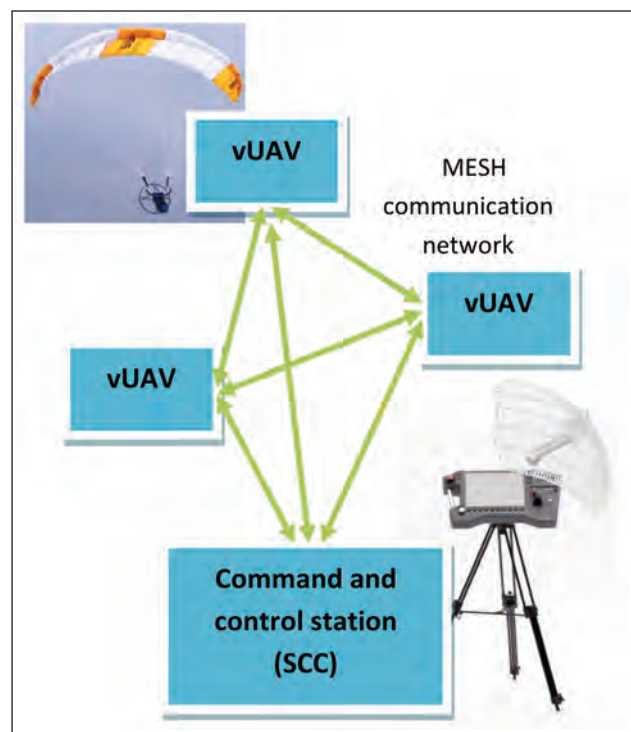 vUAV
MESH
communication
network
vUAV
vUAV
Command and
control station
(SCC)